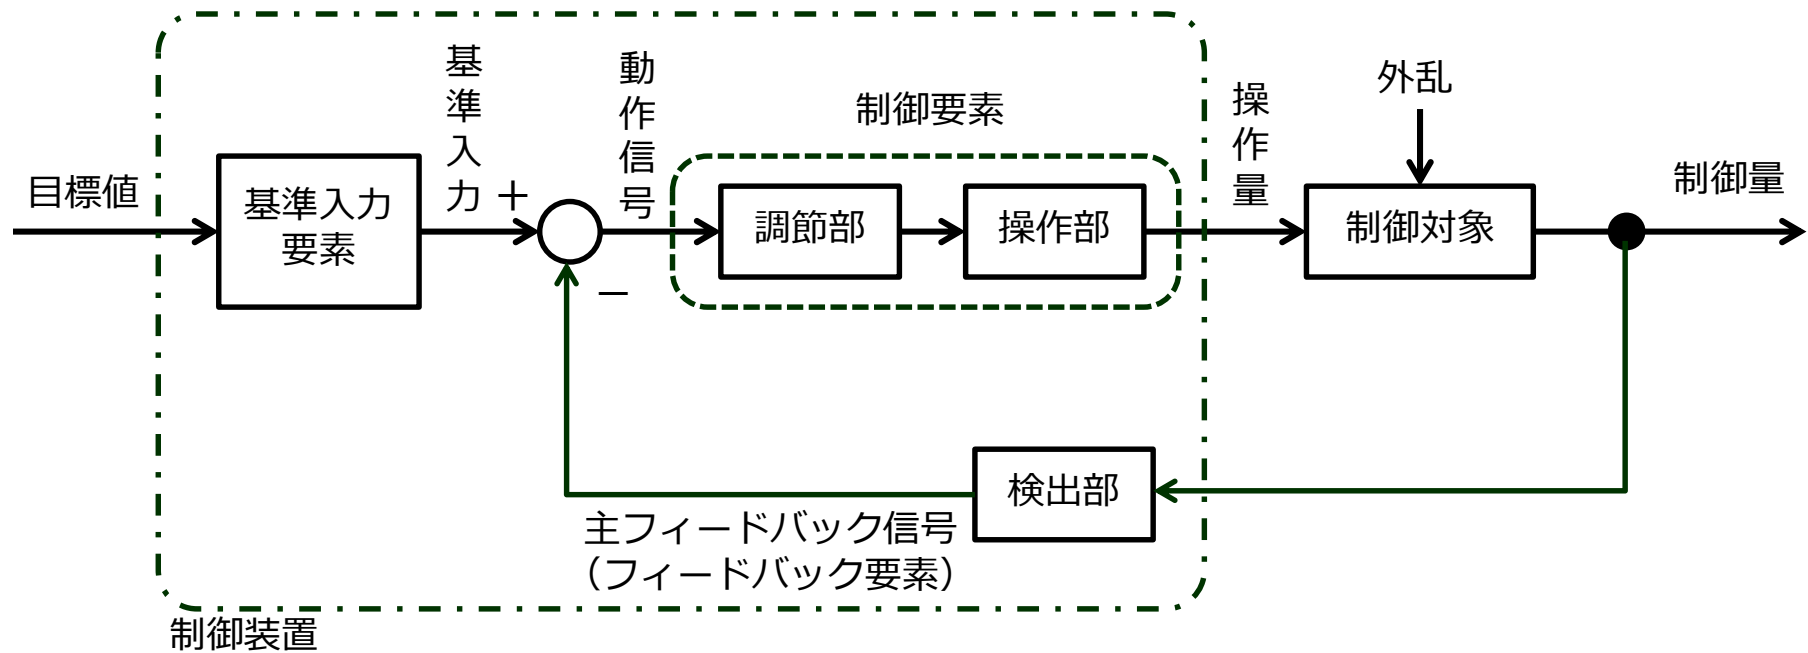 目標値
基準入力
要素
基準入力
＋
－
動作信号
制御要素
調節部
操作部
操作量
外乱
制御対象
制御量
検出部
主フィードバック信号
（フィードバック要素）
制御装置